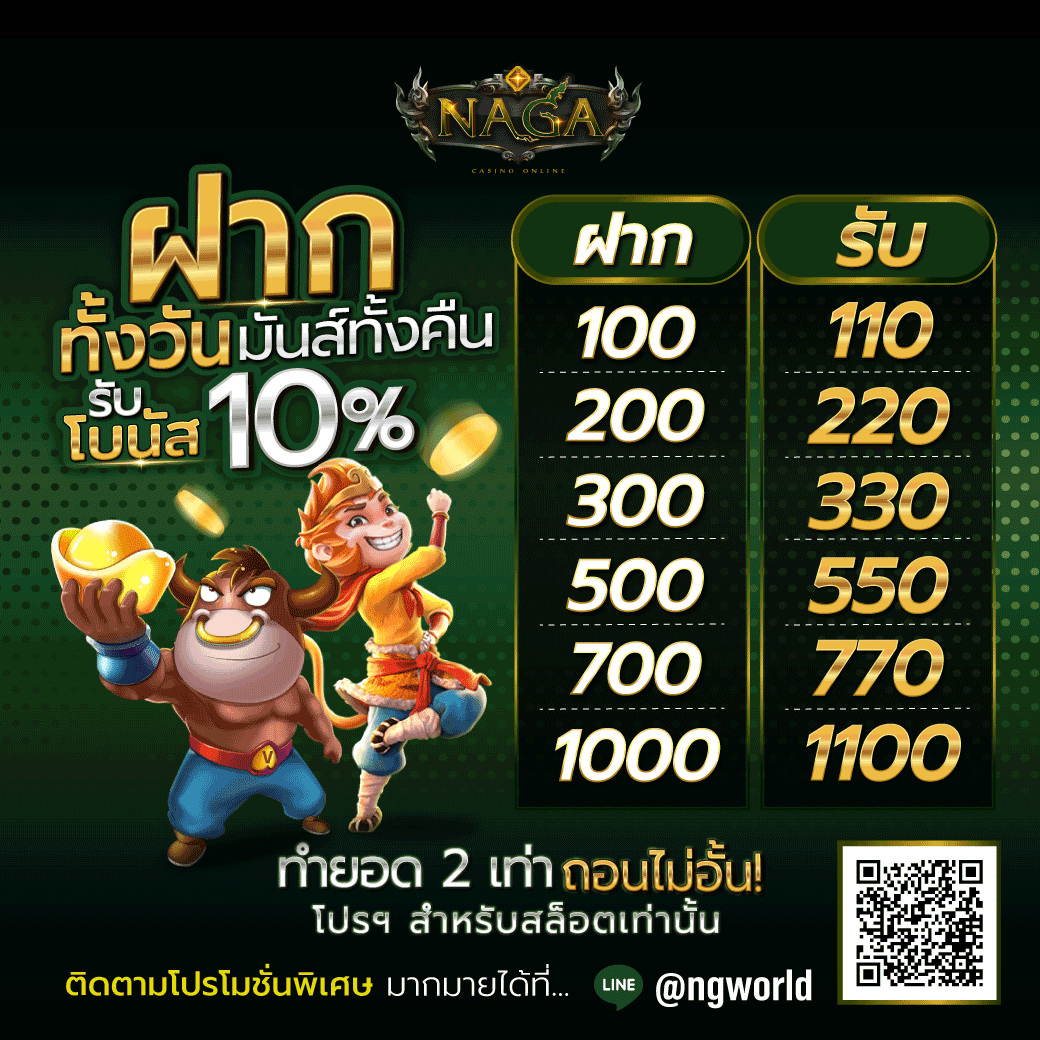 NAGA
CASINO ONLINE
ฝาก
ทั้งวันมันส์ทั้งคืน
รับ
โบนัส 10%
ฝาก รับ
100 110
200 220
300 330
500 550
700 770
1000 1100
V
ทำยอด 2 เท่า ถอนไม่อั้น!
โปรฯ สำหรับสล็อตเท่านั้น
ติดตามโปรโมชั่นพิเศษ มากมายได้ที่... LINE @ngworld